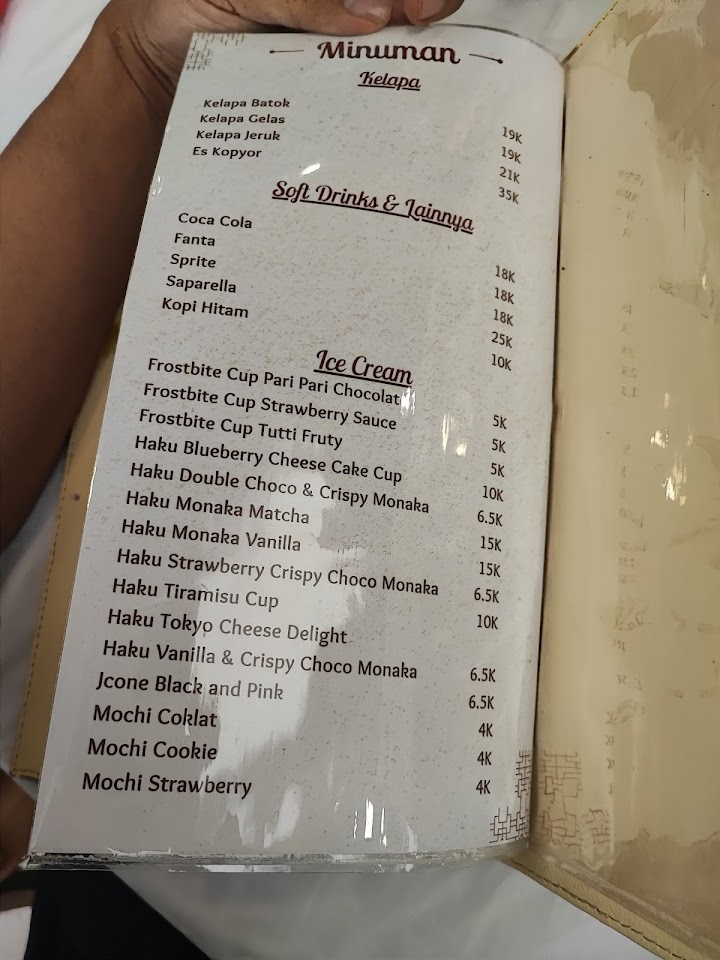 Minuman
Kelapa
Kelapa Batok 19K
Kelapa Gelas 19K
Kelapa Jeruk 21K
Es Kopyor 35K
Soft Drinks & Lainnya
Coca Cola 18K
Fanta 18K
Sprite 18K
Saparella 25K
Kopi Hitam 10K
Ice Cream
Frostbite Cup Pari Pari Chocolat 5K
Frostbite Cup Strawberry Sauce 5K
Frostbite Cup Tutti Fruty 5K
Haku Blueberry Cheese Cake Cup 10K
Haku Double Choco & Crispy Monaka 6.5K
Haku Monaka Matcha 15K
Haku Monaka Vanilla 15K
Haku Strawberry Crispy Choco Monaka 6.5K
Haku Tiramisu Cup 10K
Haku Tokyo Cheese Delight
Haku Vanilla & Crispy Choco Monaka 6.5K
Jcone Black and Pink 6.5K
Mochi Coklat 4K
Mochi Cookie 4K
Mochi Strawberry 4K